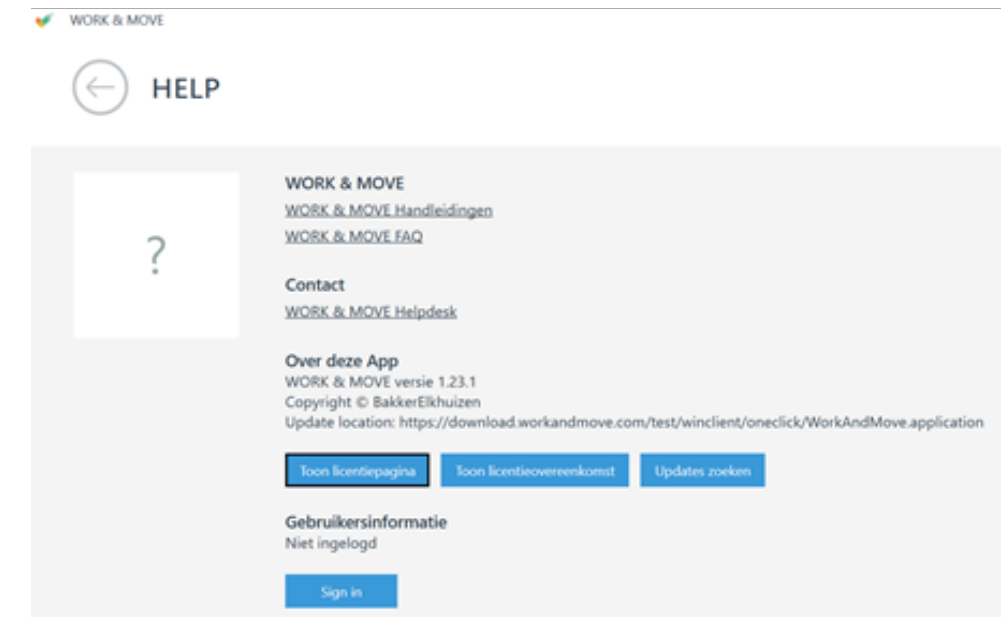 WORK & MOVE
HELP
?
WORK & MOVE
WORK & MOVE Handleidingen
WORK & MOVE FAQ
Contact
WORK & MOVE Helpdesk
Over deze App
WORK & MOVE versie 1.23.1
Copyright © BakkerElkhuizen
Update location: https://download.workandmove.com/test/winclient/oneclick/WorkAndMove.application
Toon licentiepagina Toon licentieovereenkomst Updates zoeken
Gebruikersinformatie
Niet ingelogd
Sign in